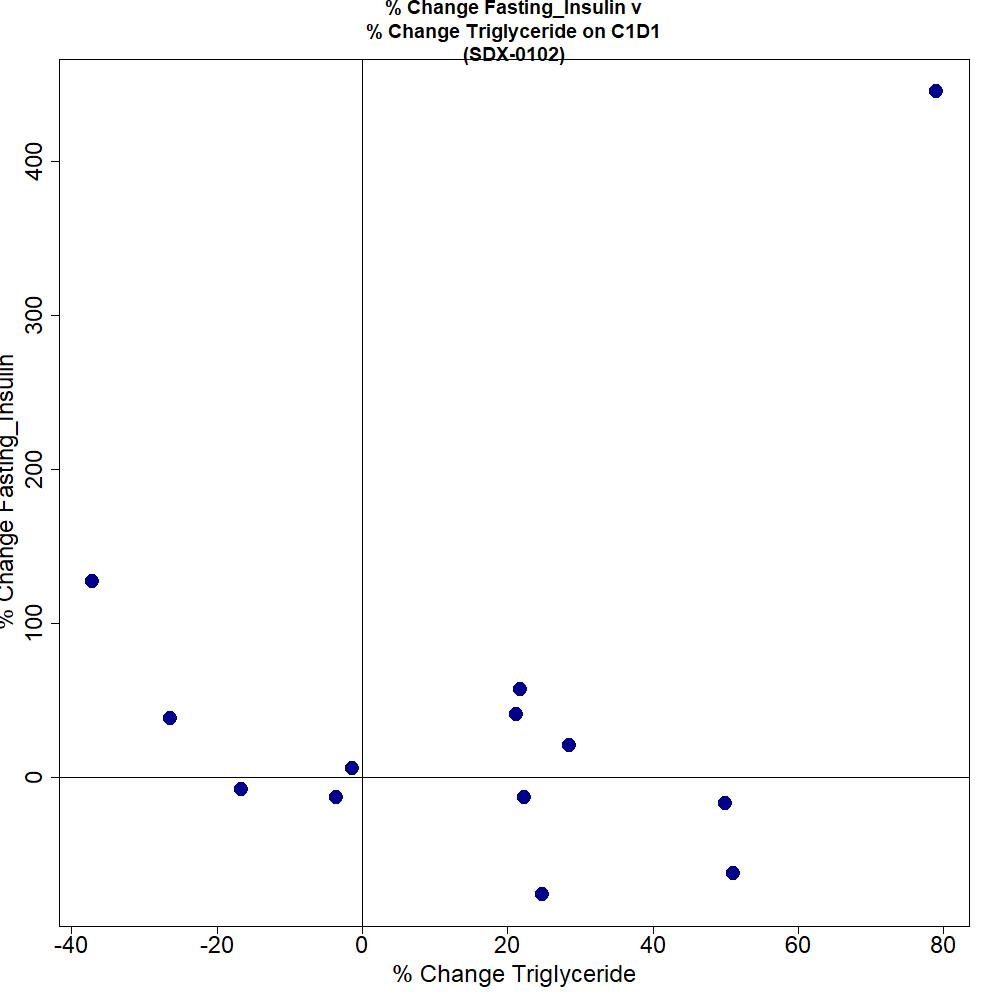 % Change Fasting_Insulin v
% Change Triglyceride on C1D1
(SDX-0102)
% Change Fasting_Insulin
400
300
200
100
0
-40
-20
0
20
40
60
80
% Change Triglyceride